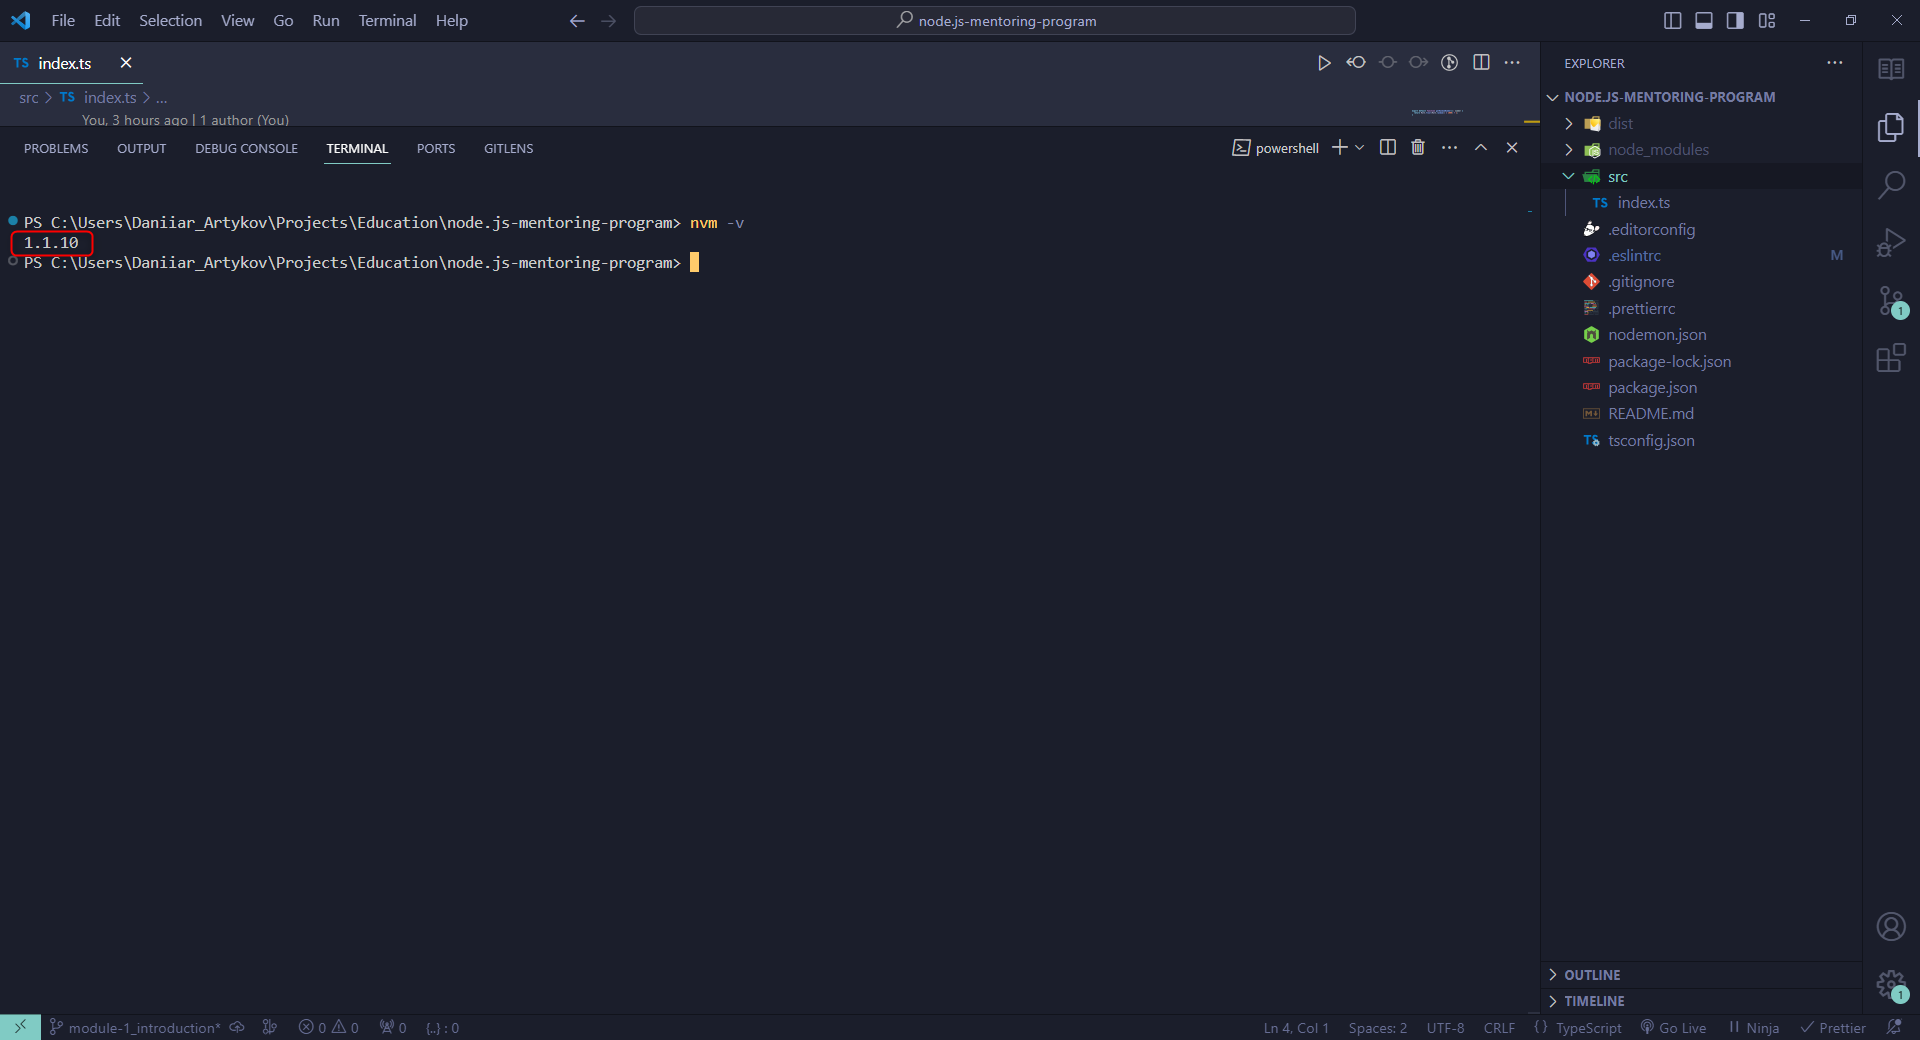 File Edit Selection View Go Run Terminal Help
node.js-mentoring-program
TS index.ts
src > TS index.ts > ...
You, 3 hours ago | 1 author (You)
PROBLEMS OUTPUT DEBUG CONSOLE TERMINAL PORTS GITLENS
powershell
PS C:\Users\Daniiar_Artykov\Projects\Education\node.js-mentoring-program> nvm -v
1.1.10
PS C:\Users\Daniiar_Artykov\Projects\Education\node.js-mentoring-program>
EXPLORER
NODE.JS-MENTORING-PROGRAM
dist
node_modules
src
TS index.ts
.editorconfig
.eslintrc M
.gitignore
.prettierrc
nodemon.json
package-lock.json
package.json
README.md
TS tsconfig.json
1
OUTLINE
TIMELINE
1
module-1_introduction* 0 0 0 {..} : 0
Ln 4, Col 1 Spaces: 2 UTF-8 CRLF {} TypeScript Go Live Ninja Prettier